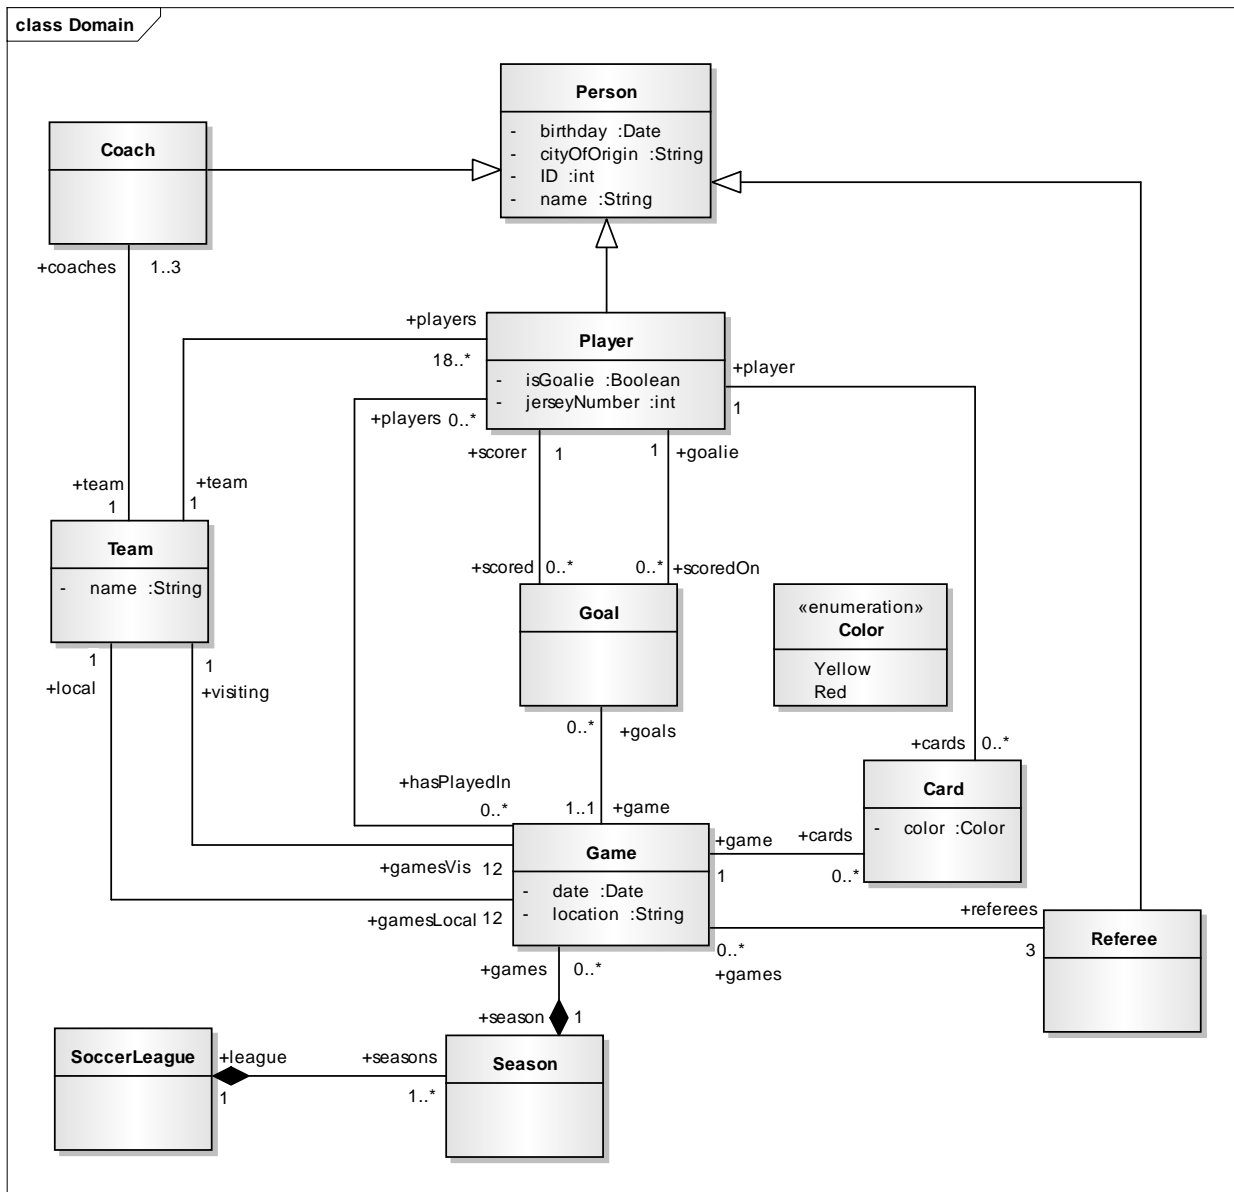 class Domain
Person
- birthday :Date
- cityOfOrigin :String
- ID :int
- name :String
Coach
+coaches 1..3
+players
18..*
Player
- isGoalie :Boolean
- jerseyNumber :int
+player
1
+players 0..*
+scorer 1
1 +goalie
+team
1
+team
1
Team
- name :String
+scored 0..*
0..* +scoredOn
Goal
«enumeration»
Color
Yellow
Red
1
+local
1
+visiting
0..* +goals
+cards 0..*
+hasPlayedIn
0..*
1..1 +game
Card
- color :Color
Game
- date :Date
- location :String
+game
1
+cards
0..*
+gamesVis 12
+gamesLocal 12
+referees
3
0..*
+games
Referee
+games 0..*
+season 1
SoccerLeague
+league
1
+seasons
1..*
Season